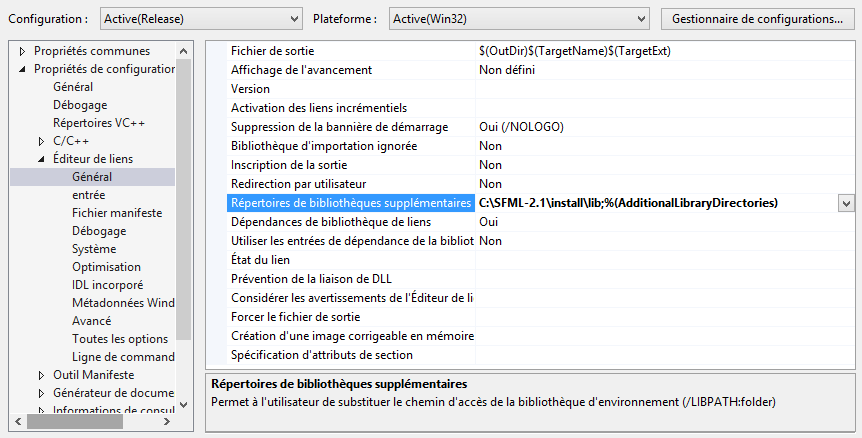 Configuration : Active(Release) Plateforme : Active(Win32) Gestionnaire de configurations...
Propriétés communes
Propriétés de configuration
Général
Débogage
Répertoires VC++
C/C++
Éditeur de liens
Général
entrée
Fichier manifeste
Débogage
Système
Optimisation
IDL incorporé
Métadonnées Wind
Avancé
Toutes les options
Ligne de command
Outil Manifeste
Générateur de docume
Informations de consul
Fichier de sortie $(OutDir)$(TargetName)$(TargetExt)
Affichage de l'avancement Non défini
Version
Activation des liens incrémentiels
Suppression de la bannière de démarrage Oui (/NOLOGO)
Bibliothèque d'importation ignorée Non
Inscription de la sortie Non
Redirection par utilisateur Non
Répertoires de bibliothèques supplémentaires C:\SFML-2.1\install\lib;%(AdditionalLibraryDirectories)
Dépendances de bibliothèque de liens Oui
Utiliser les entrées de dépendance de la bibliot Non
État du lien
Prévention de la liaison de DLL
Considérer les avertissements de l'Éditeur de li
Forcer le fichier de sortie
Création d'une image corrigeable en mémoire
Spécification d'attributs de section
Répertoires de bibliothèques supplémentaires
Permet à l'utilisateur de substituer le chemin d'accès de la bibliothèque d'environnement (/LIBPATH:folder)